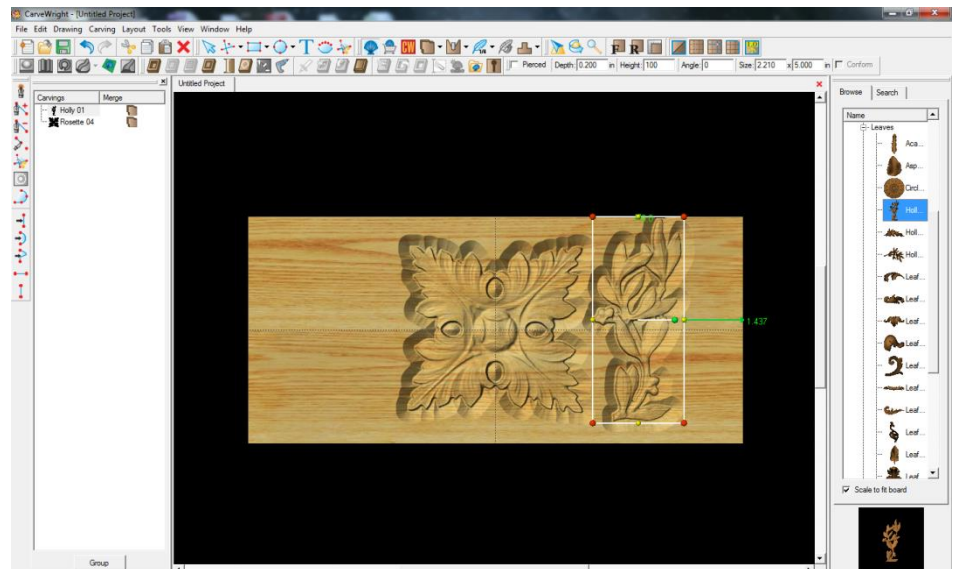 CarveWright - [Untitled Project]
File Edit Drawing Carving Layout Tools View Window Help
CW
T
F R
Pierced Depth: 0.200 in Height: 100 Angle: 0 Size: 2.210 x 5.000 in Conform
Carvings Merge
Holly 01
Rosette 04
Group
Untitled Project
1.437
Browse Search
Name
Leaves
Aca...
Asp...
Circl...
Holl...
Holl...
Holl...
Leaf...
Leaf...
Leaf...
Leaf...
Leaf...
Leaf...
Leaf...
Leaf...
Leaf...
Leaf...
Scale to fit board